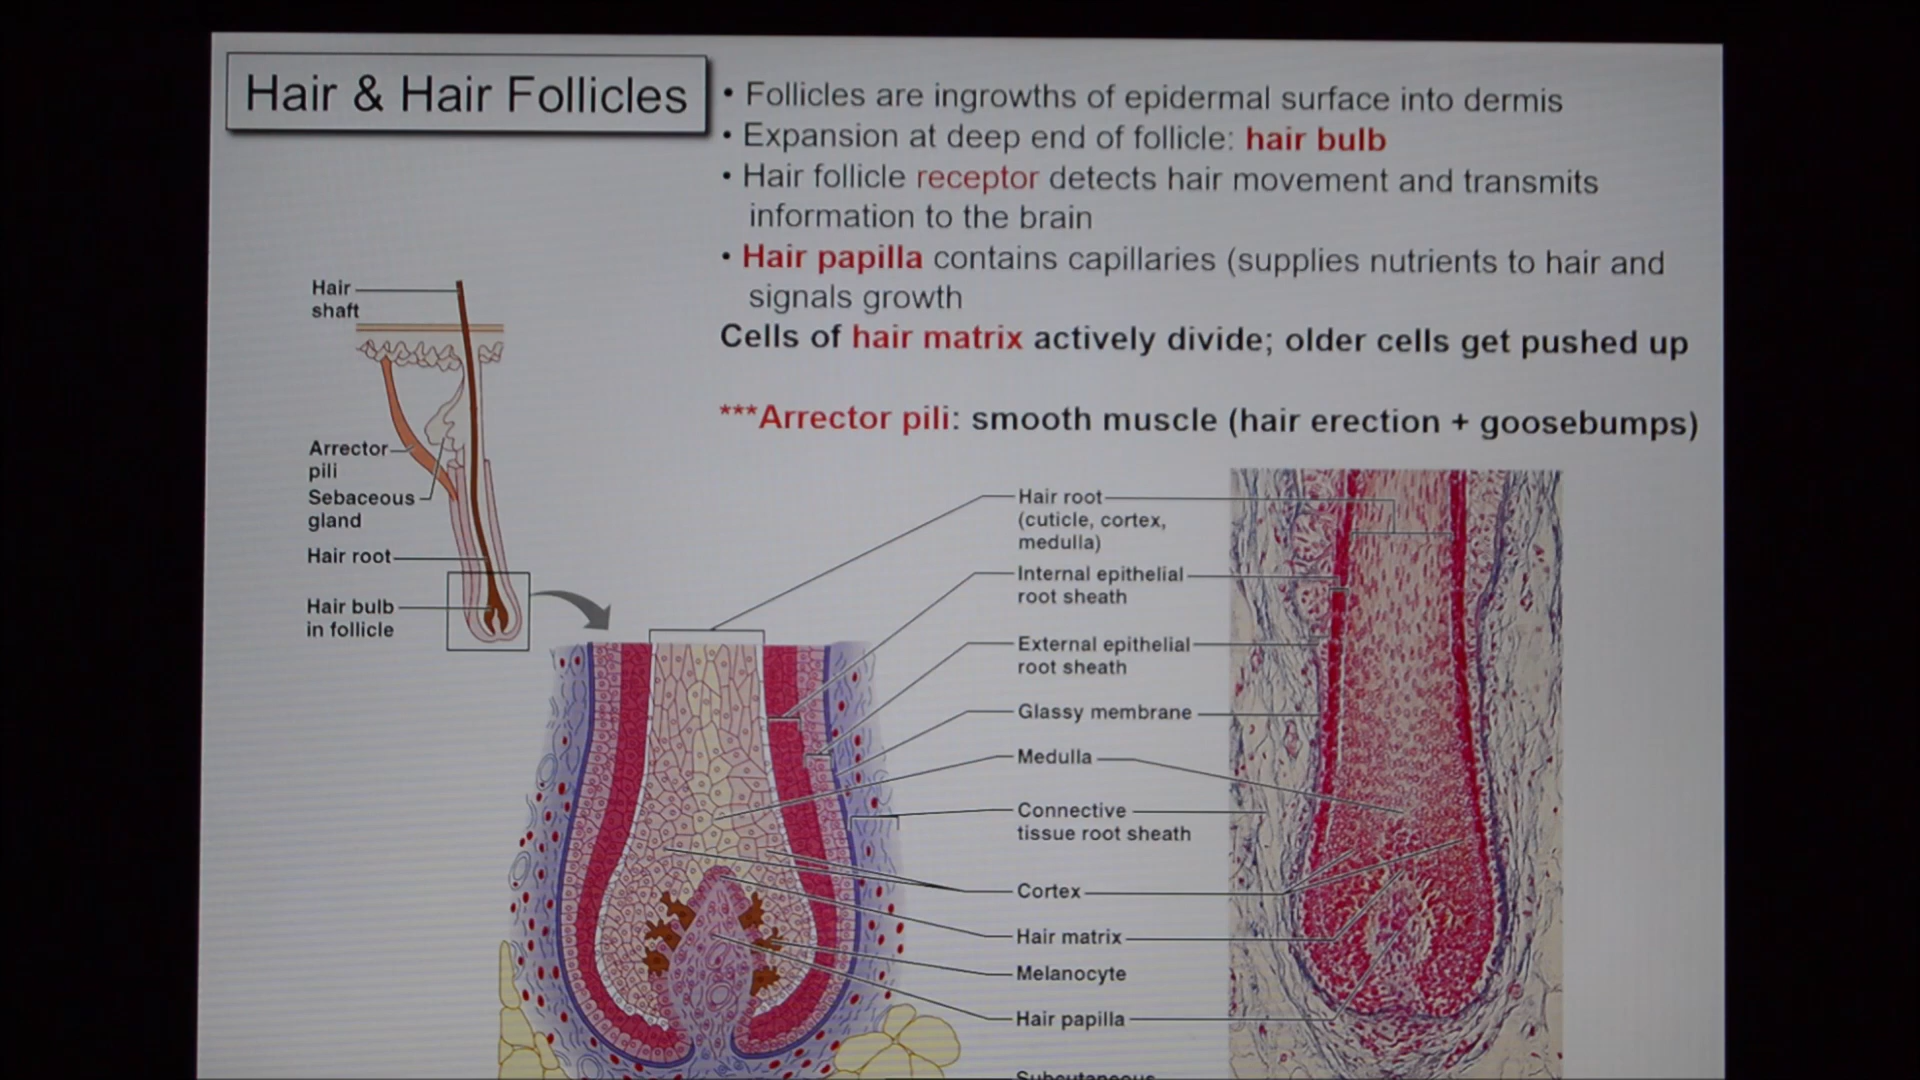 Hair & Hair Follicles
• Follicles are ingrowths of epidermal surface into dermis
• Expansion at deep end of follicle: hair bulb
• Hair follicle receptor detects hair movement and transmits
information to the brain
• Hair papilla contains capillaries (supplies nutrients to hair and
signals growth
Cells of hair matrix actively divide; older cells get pushed up
***Arrector pili: smooth muscle (hair erection + goosebumps)
Hair
shaft
Arrector
pili
Sebaceous
gland
Hair root
Hair bulb
in follicle
Hair root
(cuticle, cortex,
medulla)
Internal epithelial
root sheath
External epithelial
root sheath
Glassy membrane
Medulla
Connective
tissue root sheath
Cortex
Hair matrix
Melanocyte
Hair papilla
Subcutaneous